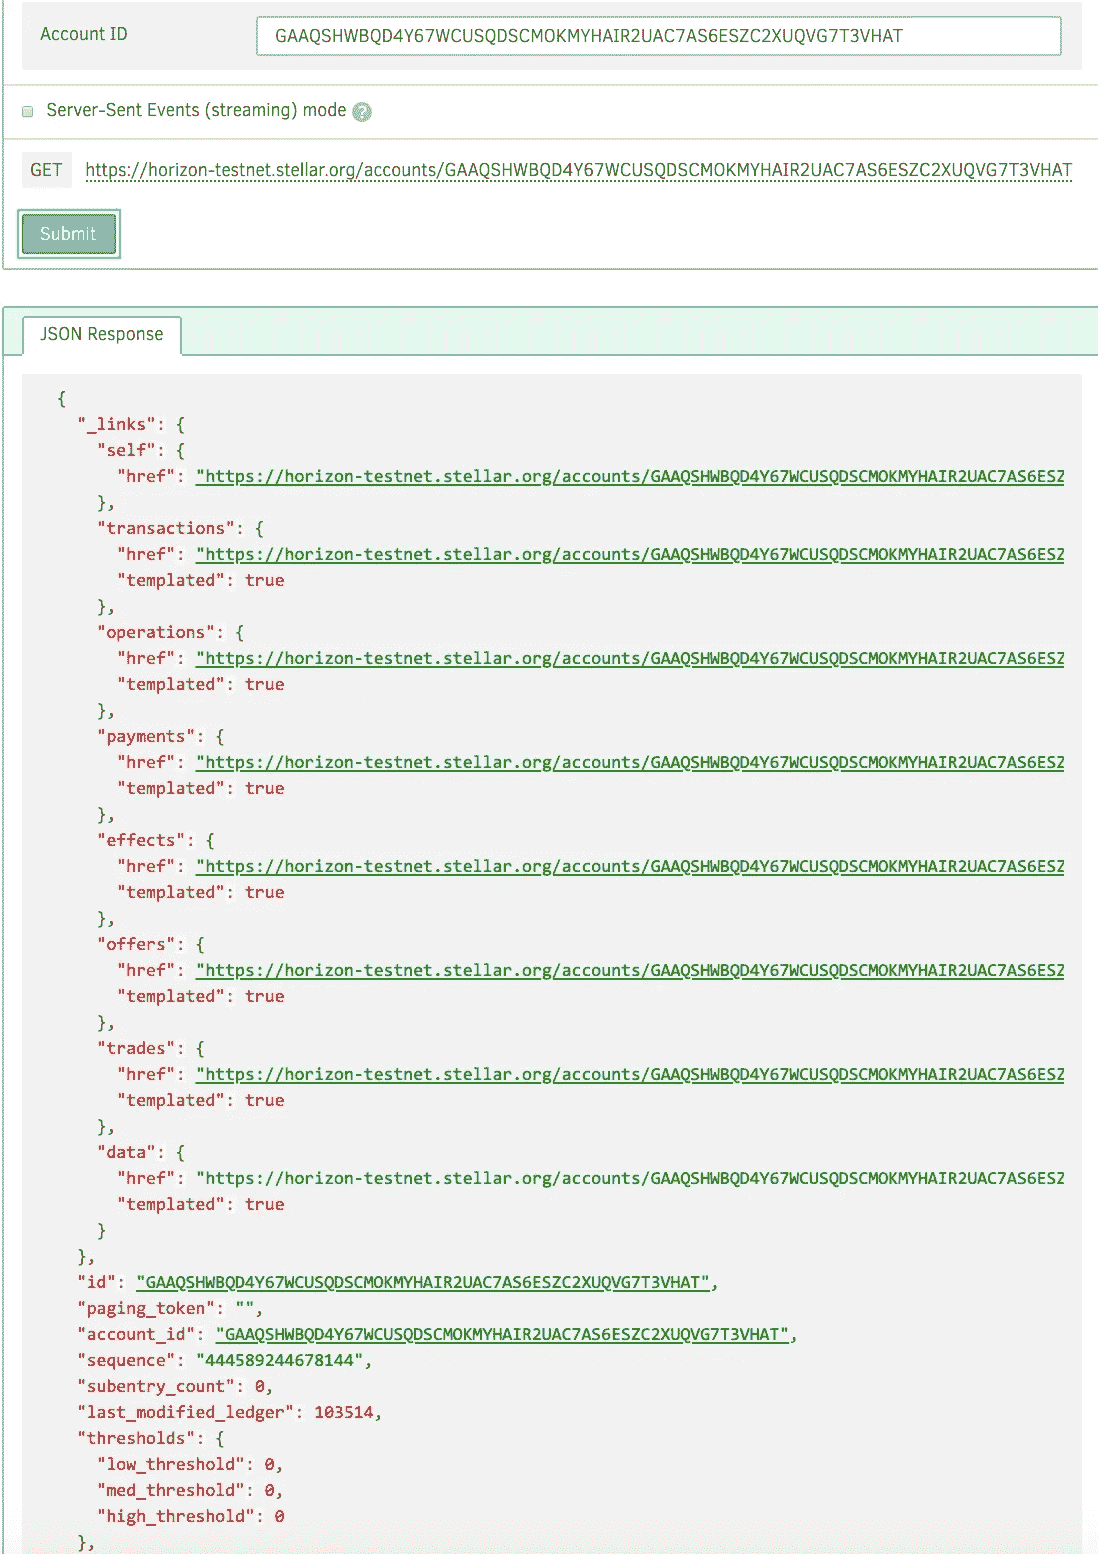 Account ID
GAAQSHWBQD4Y67WCUSQDSCMOKMYHAIR2UAC7AS6ESZC2XUQVG7T3VHAT
Server-Sent Events (streaming) mode ?
GET https://horizon-testnet.stellar.org/accounts/GAAQSHWBQD4Y67WCUSQDSCMOKMYHAIR2UAC7AS6ESZC2XUQVG7T3VHAT
Submit
JSON Response
{
"_links": {
"self": {
"href": "https://horizon-testnet.stellar.org/accounts/GAAQSHWBQD4Y67WCUSQDSCMOKMYHAIR2UAC7AS6ESZ
},
"transactions": {
"href": "https://horizon-testnet.stellar.org/accounts/GAAQSHWBQD4Y67WCUSQDSCMOKMYHAIR2UAC7AS6ESZ
"templated": true
},
"operations": {
"href": "https://horizon-testnet.stellar.org/accounts/GAAQSHWBQD4Y67WCUSQDSCMOKMYHAIR2UAC7AS6ESZ
"templated": true
},
"payments": {
"href": "https://horizon-testnet.stellar.org/accounts/GAAQSHWBQD4Y67WCUSQDSCMOKMYHAIR2UAC7AS6ESZ
"templated": true
},
"effects": {
"href": "https://horizon-testnet.stellar.org/accounts/GAAQSHWBQD4Y67WCUSQDSCMOKMYHAIR2UAC7AS6ESZ
"templated": true
},
"offers": {
"href": "https://horizon-testnet.stellar.org/accounts/GAAQSHWBQD4Y67WCUSQDSCMOKMYHAIR2UAC7AS6ESZ
"templated": true
},
"trades": {
"href": "https://horizon-testnet.stellar.org/accounts/GAAQSHWBQD4Y67WCUSQDSCMOKMYHAIR2UAC7AS6ESZ
"templated": true
},
"data": {
"href": "https://horizon-testnet.stellar.org/accounts/GAAQSHWBQD4Y67WCUSQDSCMOKMYHAIR2UAC7AS6ESZ
"templated": true
}
},
"id": "GAAQSHWBQD4Y67WCUSQDSCMOKMYHAIR2UAC7AS6ESZC2XUQVG7T3VHAT",
"paging_token": "",
"account_id": "GAAQSHWBQD4Y67WCUSQDSCMOKMYHAIR2UAC7AS6ESZC2XUQVG7T3VHAT",
"sequence": "444589244678144",
"subentry_count": 0,
"last_modified_ledger": 103514,
"thresholds": {
"low_threshold": 0,
"med_threshold": 0,
"high_threshold": 0
},